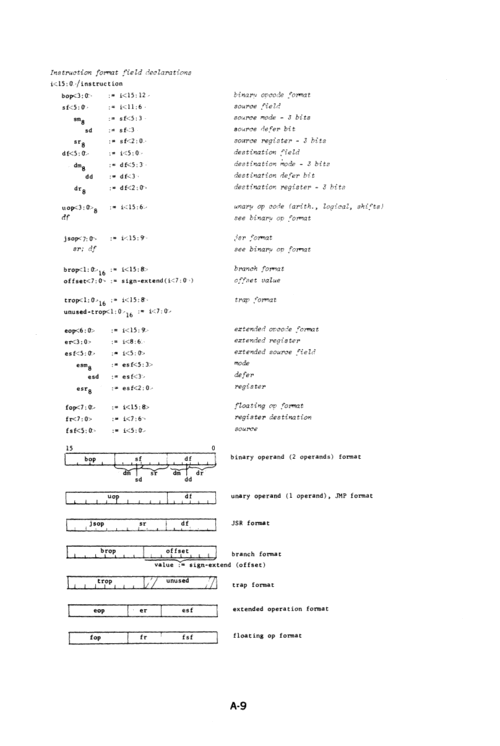 Instruction format field declarations
i<15:0>/instruction
bop<3:0> := i<15:12> binary opcode format
sf<5:0> := i<11:6> source field
sm8 := sf<5:3> source mode - 3 bits
sd := sf<3> source defer bit
sr8 := sf<2:0> source register - 3 bits
df<5:0> := i<5:0> destination field
dm8 := df<5:3> destination mode - 3 bits
dd := df<3> destination defer bit
dr8 := df<2:0> destination register - 3 bits
uop<3:0>8 := i<15:6> unary op code (arith., logical, shifts)
df see binary op format
jsop<7:0> := i<15:9> jsr format
sr; df see binary op format
brop<1:0>16 := i<15:8> branch format
offset<7:0> := sign-extend(i<7:0>) offset value
trop<1:0>16 := i<15:8> trap format
unused-trop<1:0>16 := i<7:0>
eop<6:0> := i<15:9> extended opcode format
er<3:0> := i<8:6> extended register
esf<5:0> := i<5:0> extended source field
esm8 := esf<5:3> mode
esd := esf<3> defer
esr8 := esf<2:0> register
fop<7:0> := i<15:8> floating op format
fr<7:0> := i<7:6> register destination
fsf<5:0> := i<5:0> source
15 0
bop sf df binary operand (2 operands) format
dm sr dm dr
sd dd
uop df unary operand (1 operand), JMP format
jsop sr df JSR format
brop offset branch format
value := sign-extend (offset)
trop unused trap format
eop er esf extended operation format
fop fr fsf floating op format
A-9